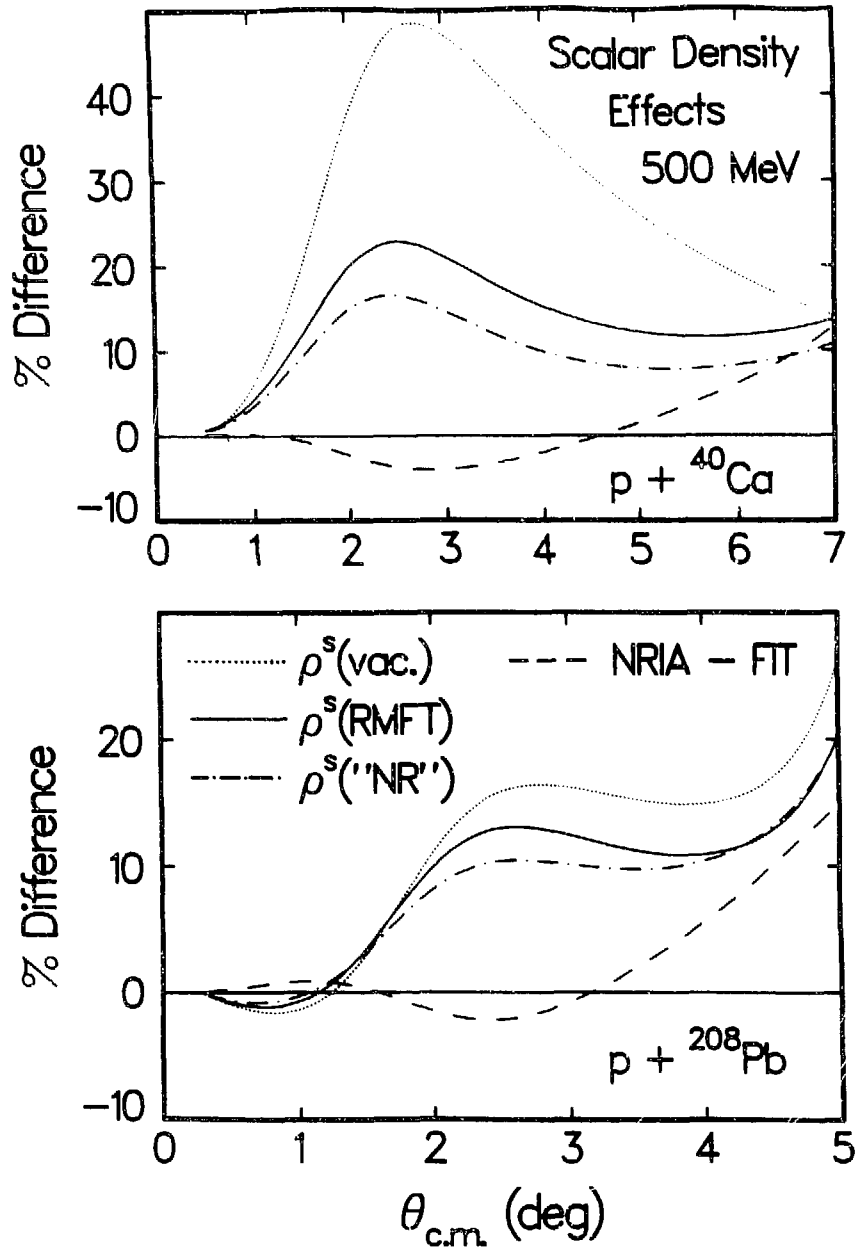 Scalar Density
Effects
500 MeV
% Difference
40
30
20
10
0
−10
p + ⁴⁰Ca
0 1 2 3 4 5 6 7
ρˢ(vac.)
NRIA – FIT
ρˢ(RMFT)
ρˢ("NR")
% Difference
20
10
0
−10
p + ²⁰⁸Pb
0 1 2 3 4 5
θc.m. (deg)